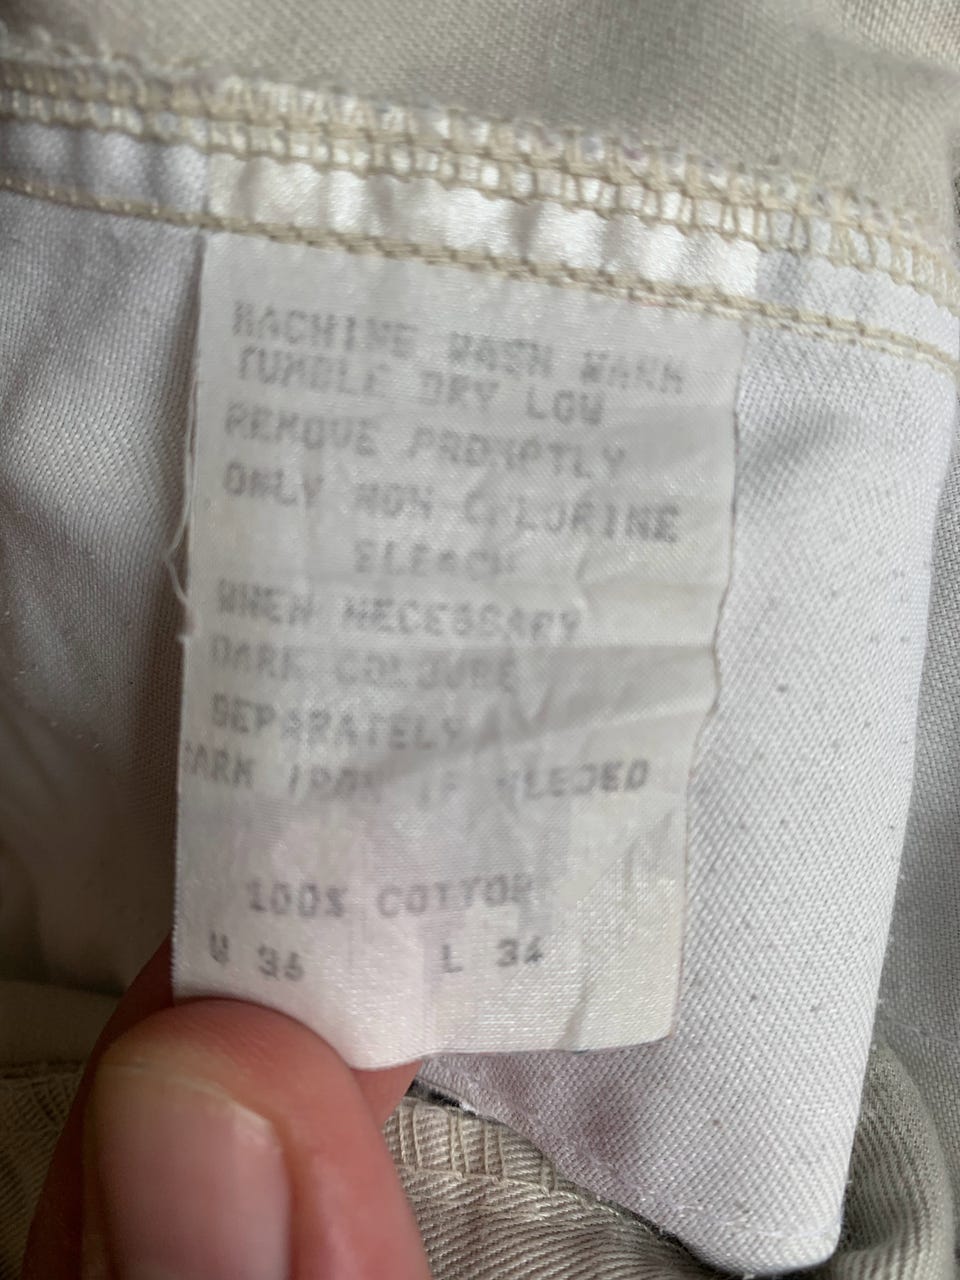 MACHINE WASH WARM
TUMBLE DRY LOW
REMOVE PROMPTLY
ONLY NON CHLORINE
BLEACH
WHEN NECESSARY
DARK COLOURS
SEPARATELY
IRON IF NEEDED
100% COTTON
W 36 L 34